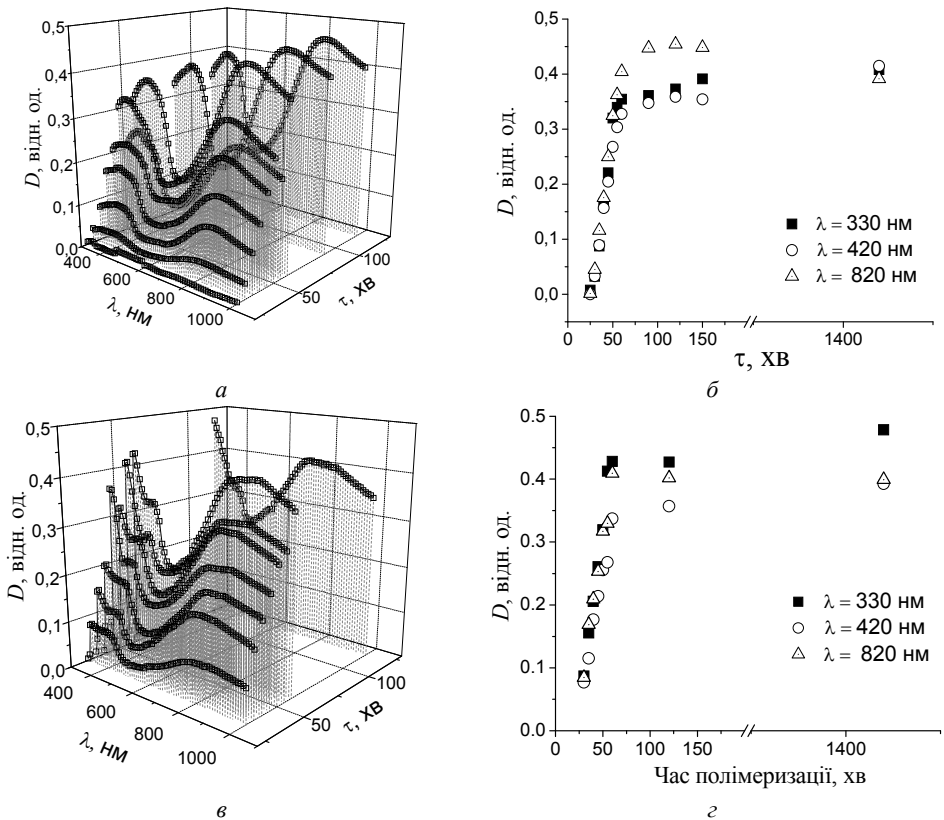 0,5
0,4
0,3
0,2
0,1
0,0
D, відн. од.
400
600
800
1000
λ, нм
50
100
τ, хв
а
0,5
0,4
0,3
0,2
0,1
0,0
D, відн. од.
λ = 330 нм
λ = 420 нм
λ = 820 нм
0 50 100 150 1400
τ, хв
б
0,5
0,4
0,3
0,2
0,1
0,0
D, відн. од.
400
600
800
1000
λ, нм
50
100
τ, хв
в
0.5
0.4
0.3
0.2
0.1
0.0
D, відн. од.
λ = 330 нм
λ = 420 нм
λ = 820 нм
0 50 100 150 1400
Час полімеризації, хв
г